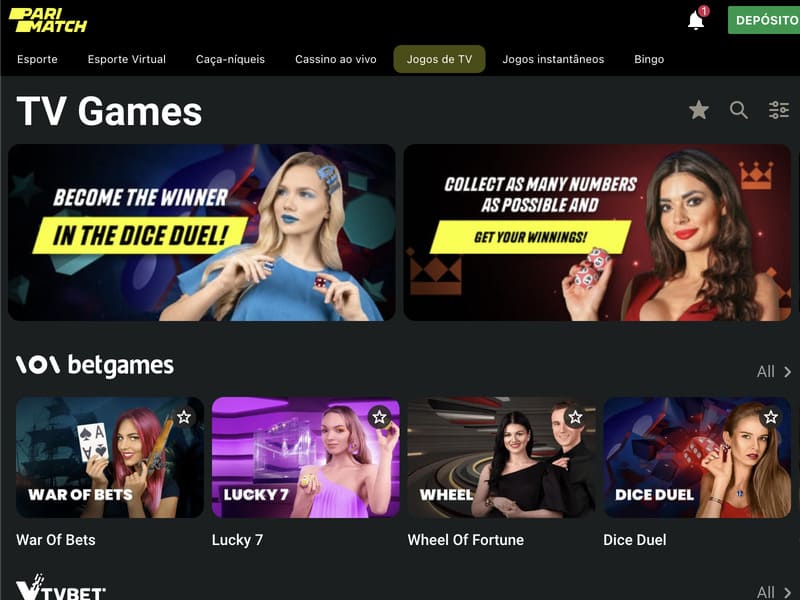 PARI
MATCH
1
DEPÓSITO
Esporte
Esporte Virtual
Caça-níqueis
Cassino ao vivo
Jogos de TV
Jogos instantâneos
Bingo
TV Games
BECOME THE WINNER
IN THE DICE DUEL!
COLLECT AS MANY NUMBERS
AS POSSIBLE AND
GET YOUR WINNINGS!
betgames
All
A
WAR OF BETS
LUCKY 7
WHEEL
DICE DUEL
War Of Bets
Lucky 7
Wheel Of Fortune
Dice Duel
TVBET
All